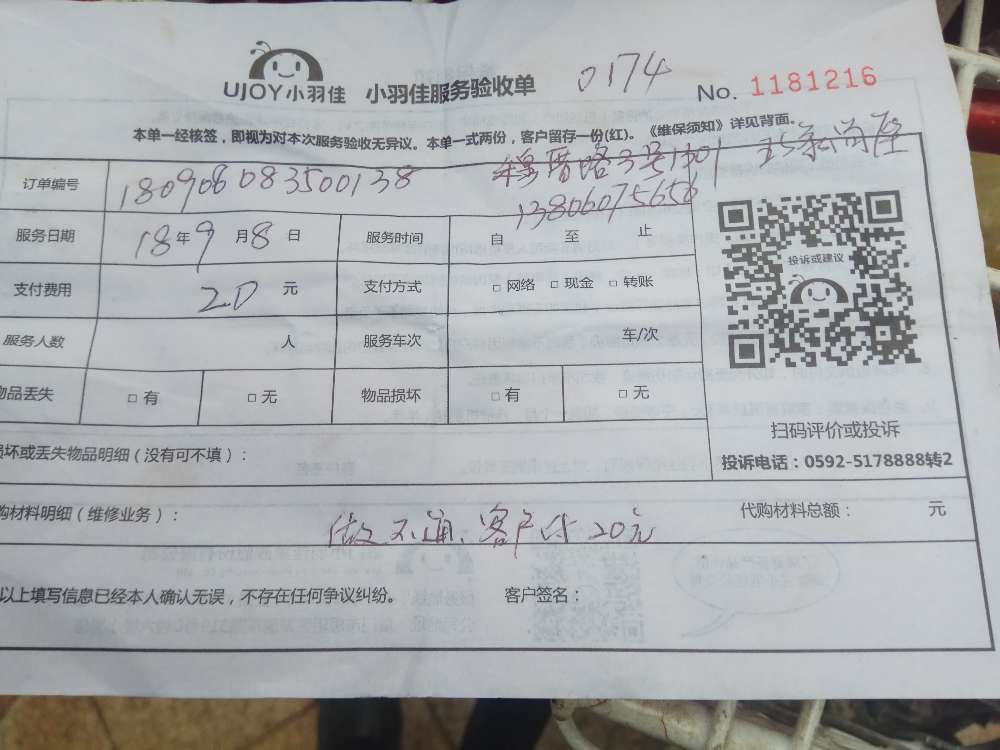 UJOY小羽佳 小羽佳服务验收单 0174 No. 1181216
本单一经核签，即视为对本次服务验收无异议。本单一式两份，客户留存一份(红)。《维保须知》详见背面。
订单编号 180906083500138 路3号1301
13806075656
服务日期 18年9月8日 服务时间 自 至 止
支付费用 20 元 支付方式 □ 网络 □ 现金 □ 转账
投诉或建议
服务人数 人 服务车次 车/次
物品丢失 □ 有 □ 无 物品损坏 □ 有 □ 无
扫码评价或投诉
损坏或丢失物品明细（没有可不填）：
投诉电话：0592-5178888转2
购材料明细（维修业务）： 代购材料总额： 元
做不通、客户付20元
以上填写信息已经本人确认无误，不存在任何争议纠纷。 客户签名：